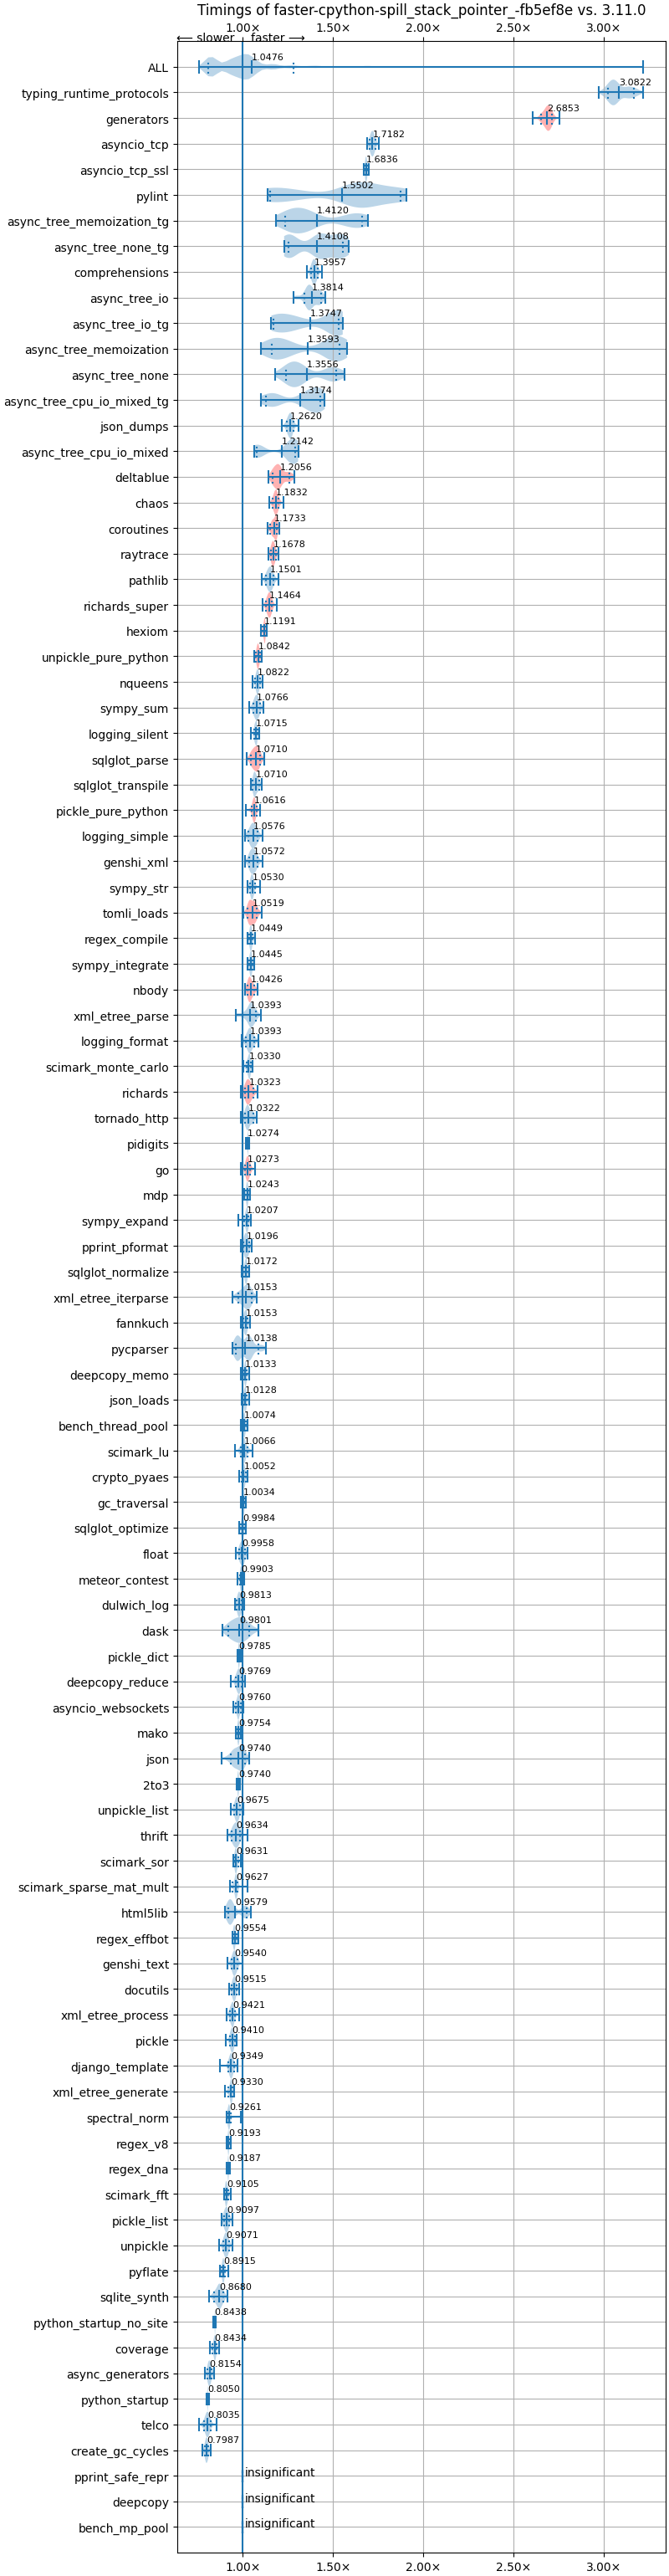 Timings of faster-cpython-spill_stack_pointer_-fb5ef8e vs. 3.11.0
1.00× 1.50× 2.00× 2.50× 3.00×
⟵ slower faster ⟶
ALL 1.0476
typing_runtime_protocols 3.0822
generators 2.6853
asyncio_tcp 1.7182
asyncio_tcp_ssl 1.6836
pylint 1.5502
async_tree_memoization_tg 1.4120
async_tree_none_tg 1.4108
comprehensions 1.3957
async_tree_io 1.3814
async_tree_io_tg 1.3747
async_tree_memoization 1.3593
async_tree_none 1.3556
async_tree_cpu_io_mixed_tg 1.3174
json_dumps 1.2620
async_tree_cpu_io_mixed 1.2142
deltablue 1.2056
chaos 1.1832
coroutines 1.1733
raytrace 1.1678
pathlib 1.1501
richards_super 1.1464
hexiom 1.1191
unpickle_pure_python 1.0842
nqueens 1.0822
sympy_sum 1.0766
logging_silent 1.0715
sqlglot_parse 1.0710
sqlglot_transpile 1.0710
pickle_pure_python 1.0616
logging_simple 1.0576
genshi_xml 1.0572
sympy_str 1.0530
tomli_loads 1.0519
regex_compile 1.0449
sympy_integrate 1.0445
nbody 1.0426
xml_etree_parse 1.0393
logging_format 1.0393
scimark_monte_carlo 1.0330
richards 1.0323
tornado_http 1.0322
pidigits 1.0274
go 1.0273
mdp 1.0243
sympy_expand 1.0207
pprint_pformat 1.0196
sqlglot_normalize 1.0172
xml_etree_iterparse 1.0153
fannkuch 1.0153
pycparser 1.0138
deepcopy_memo 1.0133
json_loads 1.0128
bench_thread_pool 1.0074
scimark_lu 1.0066
crypto_pyaes 1.0052
gc_traversal 1.0034
sqlglot_optimize 0.9984
float 0.9958
meteor_contest 0.9903
dulwich_log 0.9813
dask 0.9801
pickle_dict 0.9785
deepcopy_reduce 0.9769
asyncio_websockets 0.9760
mako 0.9754
json 0.9740
2to3 0.9740
unpickle_list 0.9675
thrift 0.9634
scimark_sor 0.9631
scimark_sparse_mat_mult 0.9627
html5lib 0.9579
regex_effbot 0.9554
genshi_text 0.9540
docutils 0.9515
xml_etree_process 0.9421
pickle 0.9410
django_template 0.9349
xml_etree_generate 0.9330
spectral_norm 0.9261
regex_v8 0.9193
regex_dna 0.9187
scimark_fft 0.9105
pickle_list 0.9097
unpickle 0.9071
pyflate 0.8915
sqlite_synth 0.8680
python_startup_no_site 0.8438
coverage 0.8434
async_generators 0.8154
python_startup 0.8050
telco 0.8035
create_gc_cycles 0.7987
pprint_safe_repr insignificant
deepcopy insignificant
bench_mp_pool insignificant
1.00× 1.50× 2.00× 2.50× 3.00×